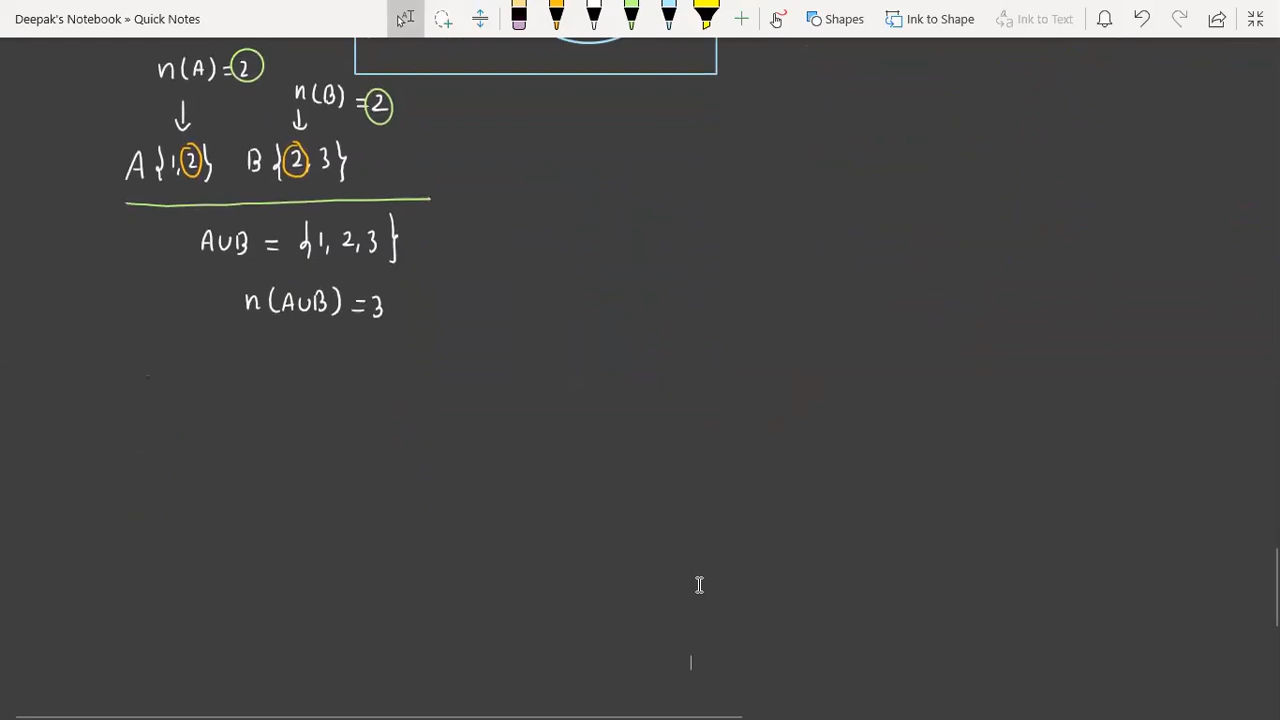 Deepak's Notebook » Quick Notes
Shapes
Ink to Shape
Ink to Text
n(A) = 2
n(B) = 2
A {1, 2} B {2, 3}
A∪B = {1, 2, 3}
n(A∪B) = 3